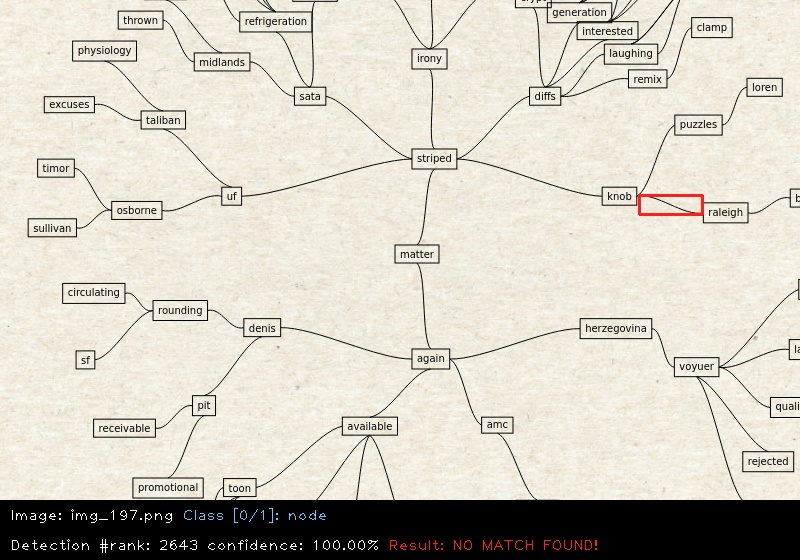 thrown
refrigeration
generation
interested
clamp
physiology
midlands
irony
laughing
remix
loren
excuses
taliban
sata
diffs
puzzles
striped
timor
osborne
uf
knob
raleigh
sullivan
matter
circulating
rounding
denis
again
herzegovina
sf
voyuer
pit
receivable
available
amc
rejected
promotional
toon
Image: img_197.png Class [0/1]: node
Detection #rank: 2643 confidence: 100.00% Result: NO MATCH FOUND!